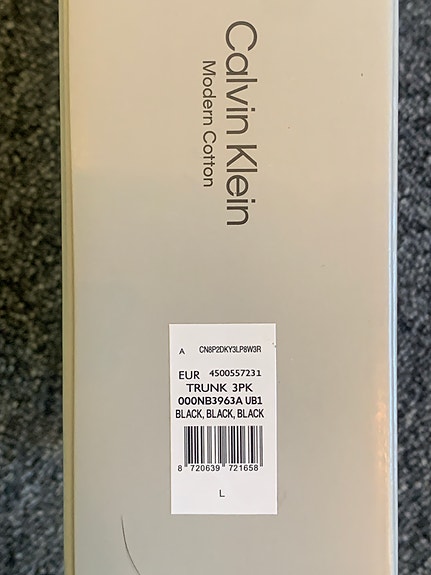 Calvin Klein
Modern Cotton
A CN8P2DKY3LP8W3R
EUR 4500557231
TRUNK 3PK
000NB3963A UB1
BLACK, BLACK, BLACK
8 720639 721658
L